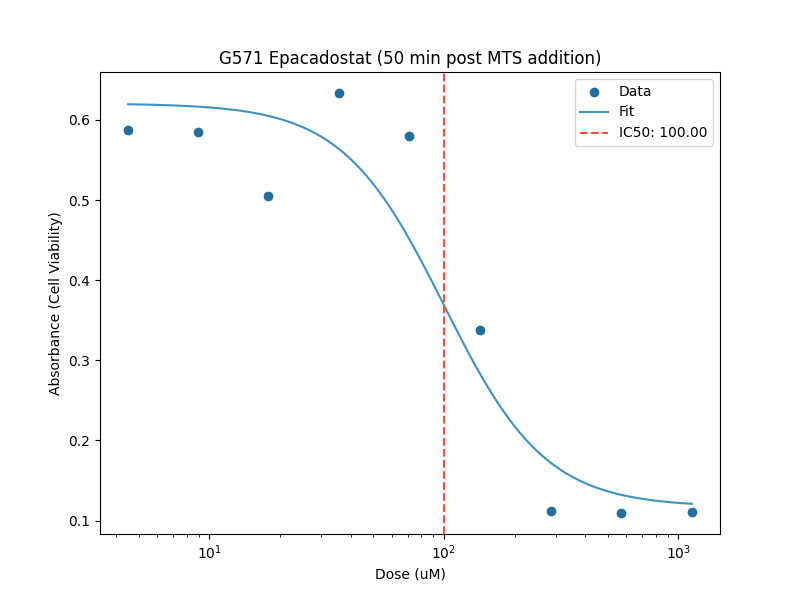 G571 Epacadostat (50 min post MTS addition)
Data
Fit
IC50: 100.00
Absorbance (Cell Viability)
0.6
0.5
0.4
0.3
0.2
0.1
10¹
10²
10³
Dose (uM)